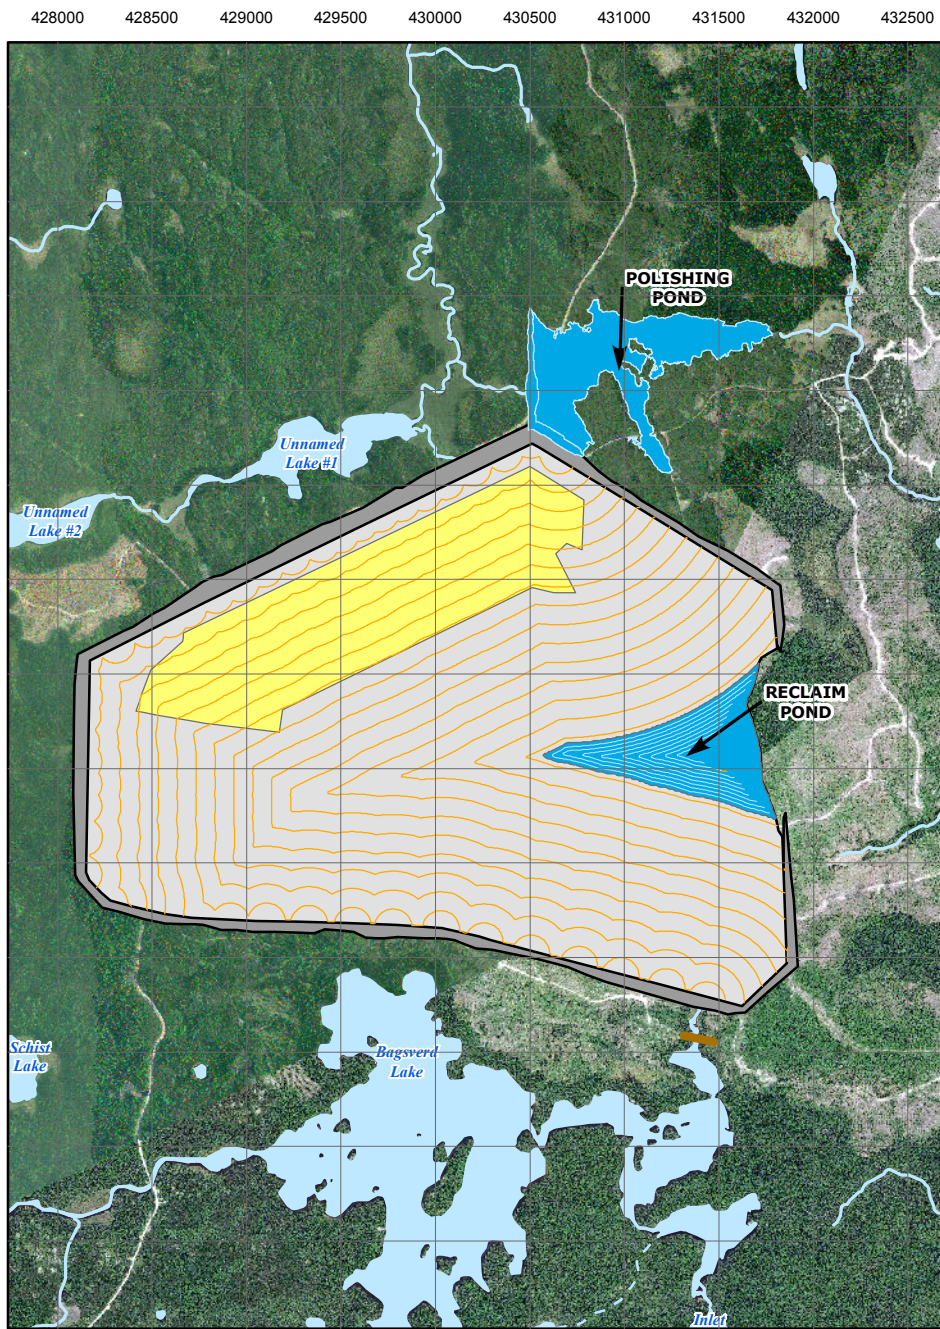 428000 428500 429000 429500 430000 430500 431000 431500 432000 432500
POLISHING
POND
Unnamed
Lake #1
Unnamed
Lake #2
RECLAIM
POND
Schist
Lake
Bagsverd
Lake
Inlet